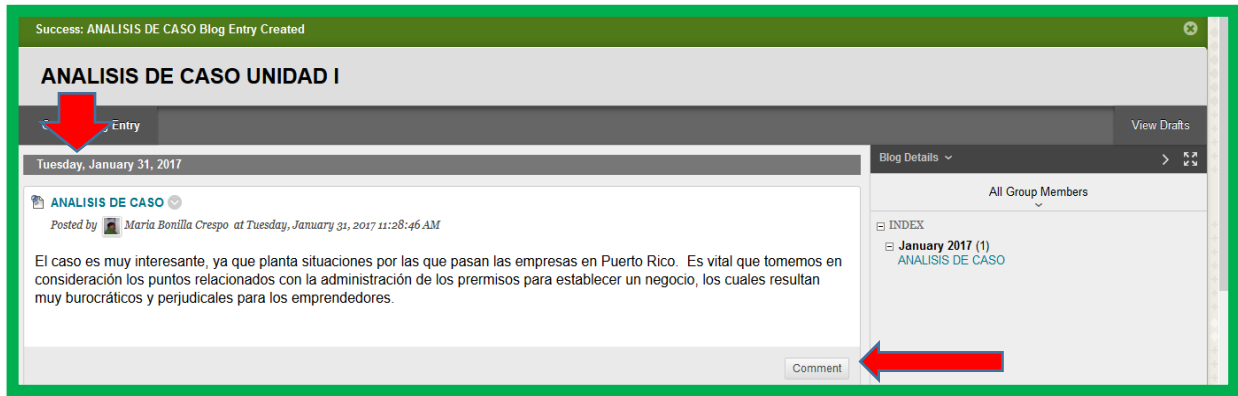 Success: ANALISIS DE CASO Blog Entry Created
ANALISIS DE CASO UNIDAD I
Entry
View Drafts
Tuesday, January 31, 2017
Blog Details
All Group Members
ANALISIS DE CASO
Posted by Maria Bonilla Crespo at Tuesday, January 31, 2017 11:28:46 AM
INDEX
January 2017 (1)
ANALISIS DE CASO
El caso es muy interesante, ya que planta situaciones por las que pasan las empresas en Puerto Rico. Es vital que tomemos en
consideración los puntos relacionados con la administración de los prermisos para establecer un negocio, los cuales resultan
muy burocráticos y perjudicales para los emprendedores.
Comment